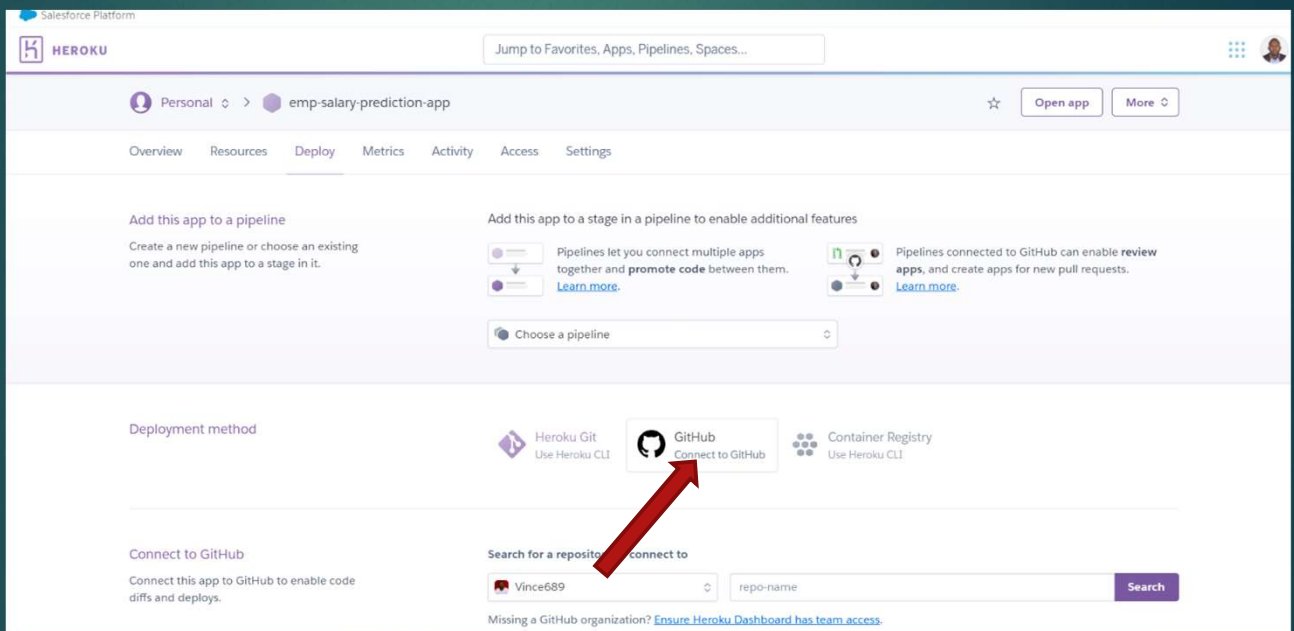 Salesforce Platform
HEROKU
Jump to Favorites, Apps, Pipelines, Spaces...
Personal > emp-salary-prediction-app
Open app
More
Overview Resources Deploy Metrics Activity Access Settings
Add this app to a pipeline
Create a new pipeline or choose an existing
one and add this app to a stage in it.
Add this app to a stage in a pipeline to enable additional features
Pipelines let you connect multiple apps
together and promote code between them.
Learn more.
Pipelines connected to GitHub can enable review
apps, and create apps for new pull requests.
Learn more.
Choose a pipeline
Deployment method
Heroku Git
Use Heroku CLI
GitHub
Connect to GitHub
Container Registry
Use Heroku CLI
Connect to GitHub
Connect this app to GitHub to enable code
diffs and deploys.
Search for a repository connect to
Vince689
repo-name
Search
Missing a GitHub organization? Ensure Heroku Dashboard has team access.